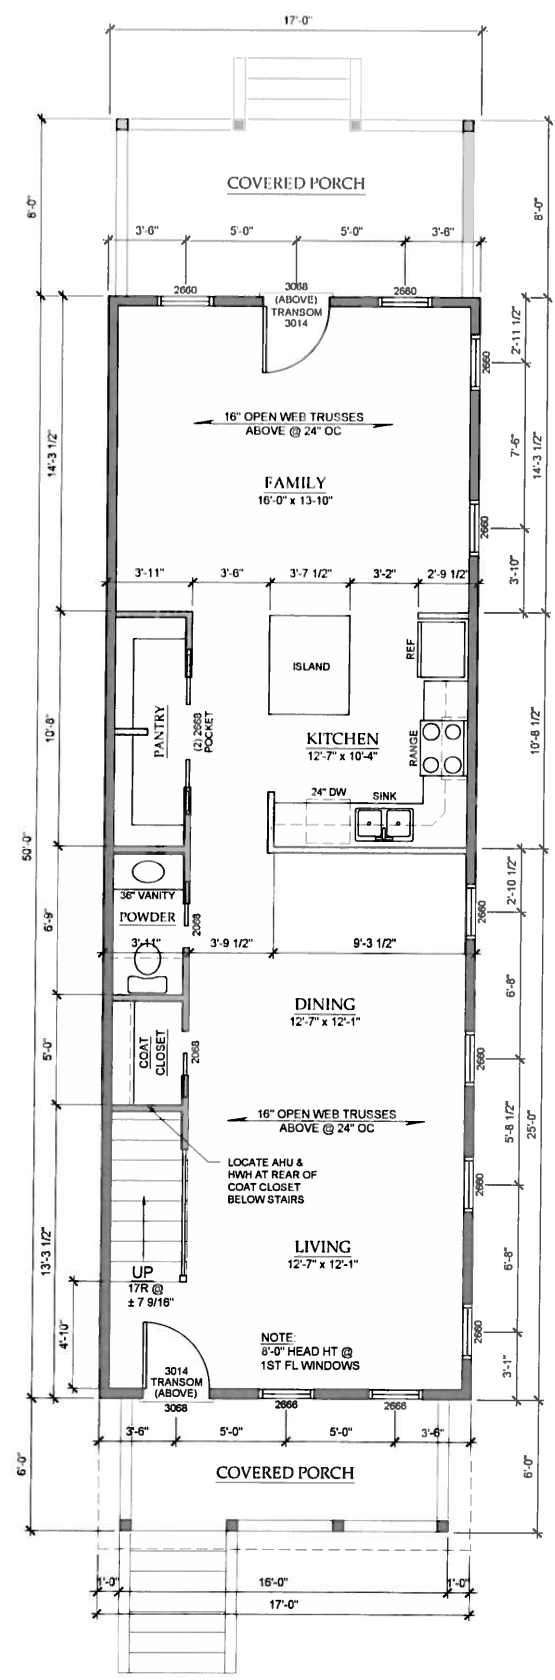 17'-0"
8'-0"
8'-0"
COVERED PORCH
3'-6"
5'-0"
5'-0"
3'-6"
2660
3068
(ABOVE)
TRANSOM
3014
2660
2'-11 1/2"
2660
16" OPEN WEB TRUSSES
ABOVE @ 24" OC
14'-3 1/2"
7'-6"
14'-3 1/2"
FAMILY
16'-0" x 13-10"
2660
3'-10"
3'-11"
3'-6"
3'-7 1/2"
3'-2"
2'-9 1/2"
ISLAND
REF
PANTRY
(2) 2668
POCKET
KITCHEN
12'-7" x 10'-4"
RANGE
10'-8"
10'-8 1/2"
24" DW
SINK
50'-0"
36" VANITY
POWDER
2068
2660
2'-10 1/2"
6'-9"
3'-11"
3'-9 1/2"
9'-3 1/2"
6'-8"
DINING
12'-7" x 12'-1"
COAT
CLOSET
2068
2660
5'-0"
16" OPEN WEB TRUSSES
ABOVE @ 24" OC
5'-8 1/2"
25'-0"
LOCATE AHU &
HWH AT REAR OF
COAT CLOSET
BELOW STAIRS
2660
13'-3 1/2"
LIVING
12'-7" x 12'-1"
6'-8"
UP
17R @
± 7 9/16"
4'-10"
NOTE:
8'-0" HEAD HT @
1ST FL WINDOWS
2660
3'-1"
3014
TRANSOM
(ABOVE)
3068
2666
2666
3'-6"
5'-0"
5'-0"
3'-6"
6'-0"
6'-0"
COVERED PORCH
1'-0"
16'-0"
1'-0"
17'-0"